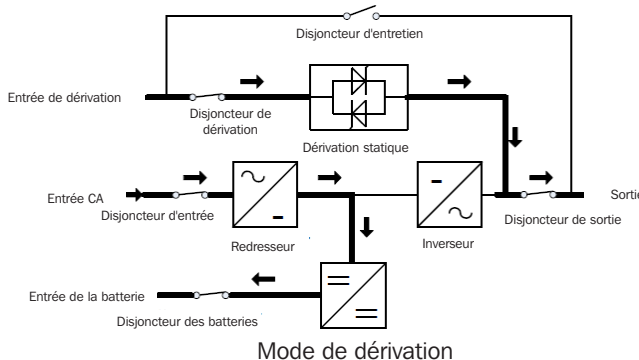 Disjoncteur d'entretien
Entrée de dérivation
Disjoncteur de
dérivation
Dérivation statique
Entrée CA
Disjoncteur d'entrée
Redresseur
Inverseur
Sortie
Disjoncteur de sortie
Entrée de la batterie
Disjoncteur des batteries
Mode de dérivation